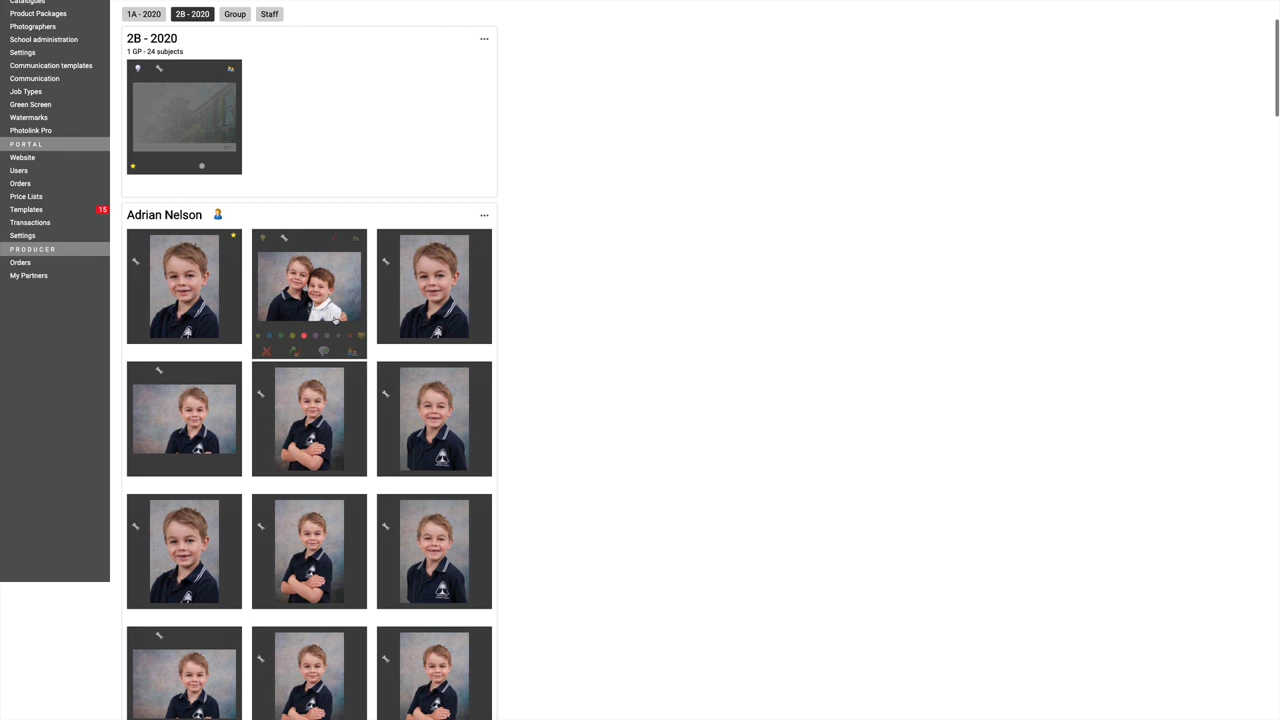 Catalogues
Product Packages
Photographers
School administration
Settings
Communication templates
Communication
Job Types
Green Screen
Watermarks
Photolink Pro
PORTAL
Website
Users
Orders
Price Lists
Templates 15
Transactions
Settings
PRODUCER
Orders
My Partners
1A - 2020 2B - 2020 Group Staff
2B - 2020
1 GP - 24 subjects
Adrian Nelson